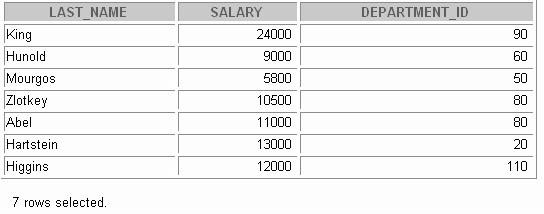 LAST_NAME SALARY DEPARTMENT_ID
King 24000 90
Hunold 9000 60
Mourgos 5800 50
Zlotkey 10500 80
Abel 11000 80
Hartstein 13000 20
Higgins 12000 110
7 rows selected.